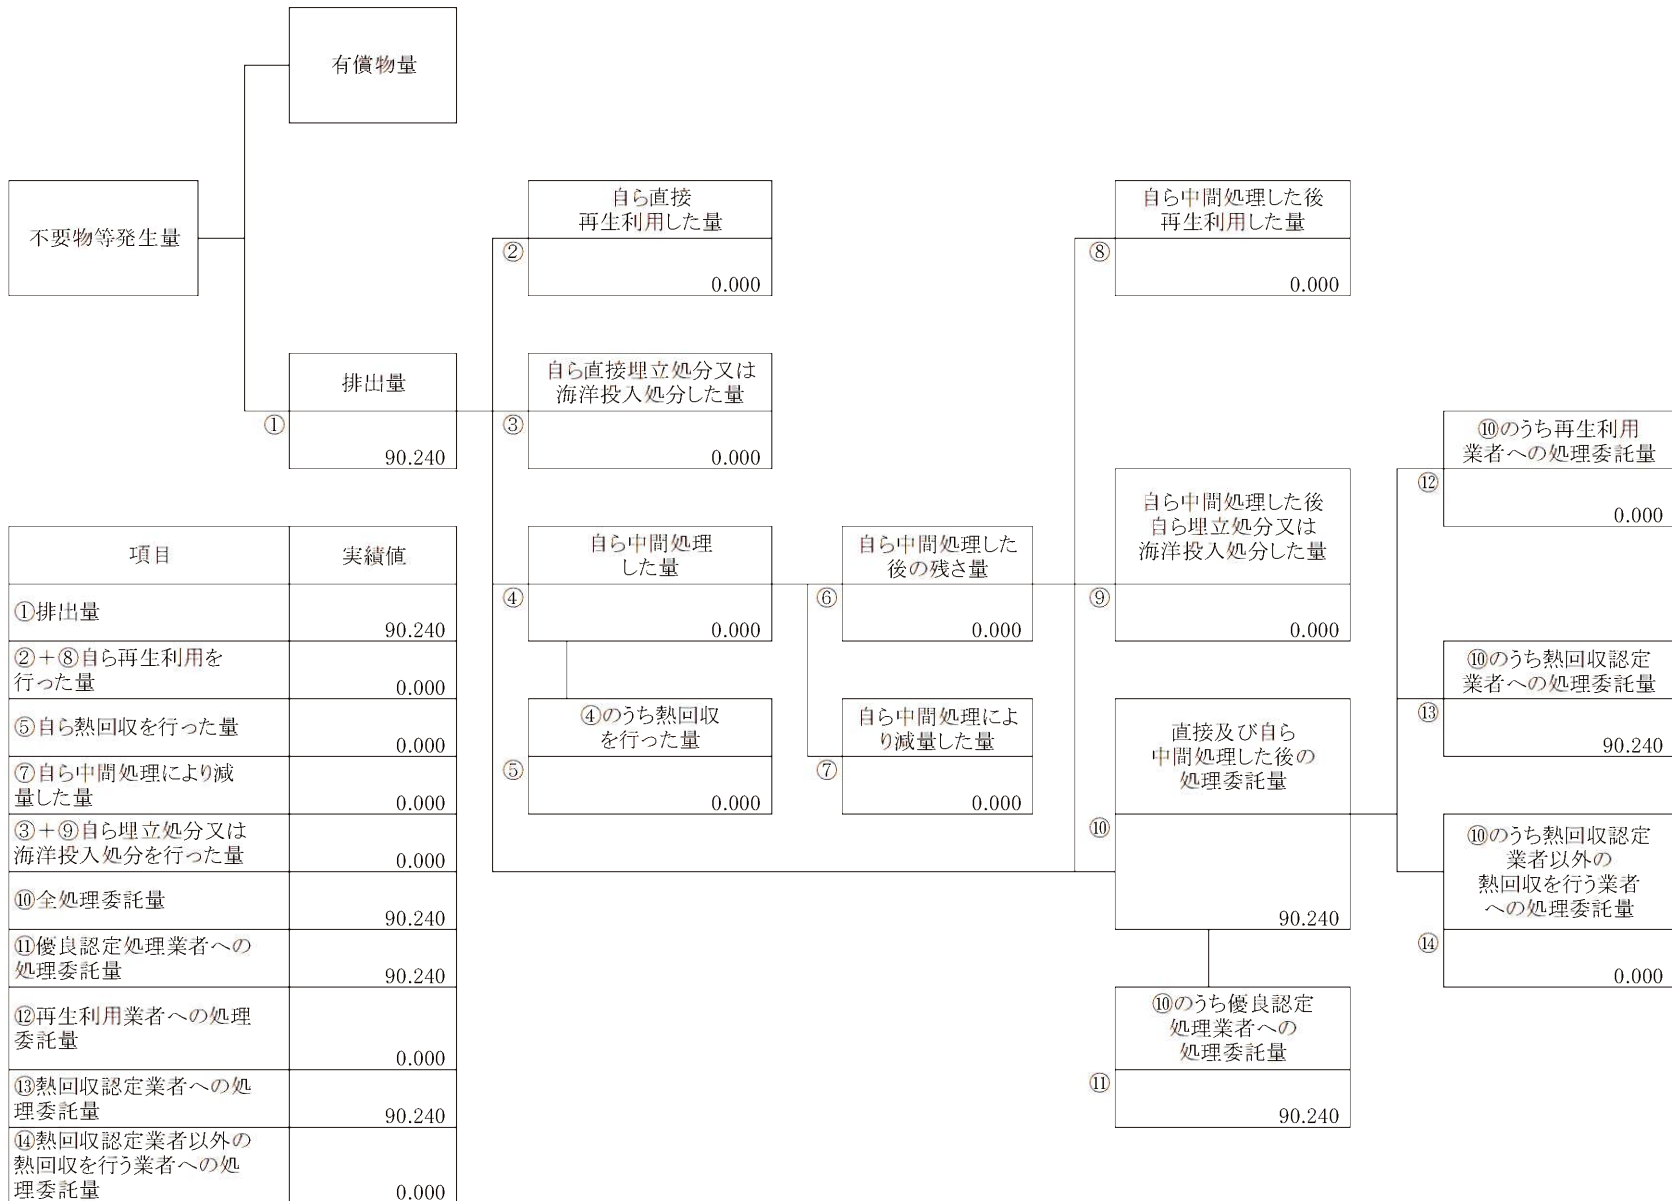 有償物量
不要物等発生量
自ら直接
再生利用した量
②
0.000
自ら中間処理した後
再生利用した量
⑧
0.000
排出量
①
90.240
自ら直接埋立処分又は
海洋投入処分した量
③
0.000
⑩のうち再生利用
業者への処理委託量
⑫
0.000
自ら中間処理
した量
④
0.000
自ら中間処理した
後の残さ量
⑥
0.000
自ら中間処理した後
自ら埋立処分又は
海洋投入処分した量
⑨
0.000
⑩のうち熱回収認定
業者への処理委託量
⑬
90.240
④のうち熱回収
を行った量
⑤
0.000
自ら中間処理によ
り減量した量
⑦
0.000
直接及び自ら
中間処理した後の
処理委託量
⑩
90.240
⑩のうち熱回収認定
業者以外の
熱回収を行う業者
への処理委託量
⑭
0.000
⑩のうち優良認定
処理業者への
処理委託量
⑪
90.240
項目 実績値
①排出量
90.240
②+⑧自ら再生利用を
行った量
0.000
⑤自ら熱回収を行った量
0.000
⑦自ら中間処理により減
量した量
0.000
③+⑨自ら埋立処分又は
海洋投入処分を行った量
0.000
⑩全処理委託量
90.240
⑪優良認定処理業者への
処理委託量
90.240
⑫再生利用業者への処理
委託量
0.000
⑬熱回収認定業者への処
理委託量
90.240
⑭熱回収認定業者以外の
熱回収を行う業者への処
理委託量
0.000